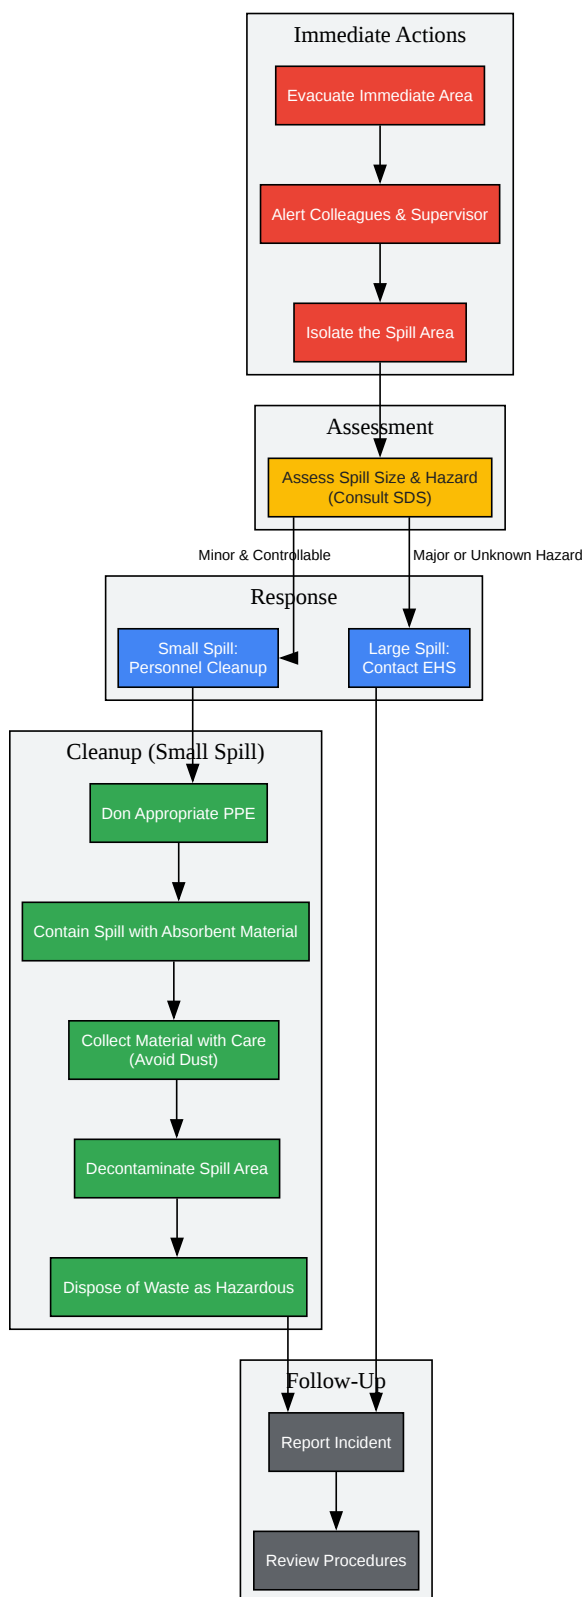 Immediate Actions
Evacuate Immediate Area
Alert Colleagues & Supervisor
Isolate the Spill Area
Assessment
Assess Spill Size & Hazard
(Consult SDS)
Minor & Controllable
Major or Unknown Hazard
Response
Small Spill:
Personnel Cleanup
Large Spill:
Contact EHS
Cleanup (Small Spill)
Don Appropriate PPE
Contain Spill with Absorbent Material
Collect Material with Care
(Avoid Dust)
Decontaminate Spill Area
Dispose of Waste as Hazardous
Follow-Up
Report Incident
Review Procedures